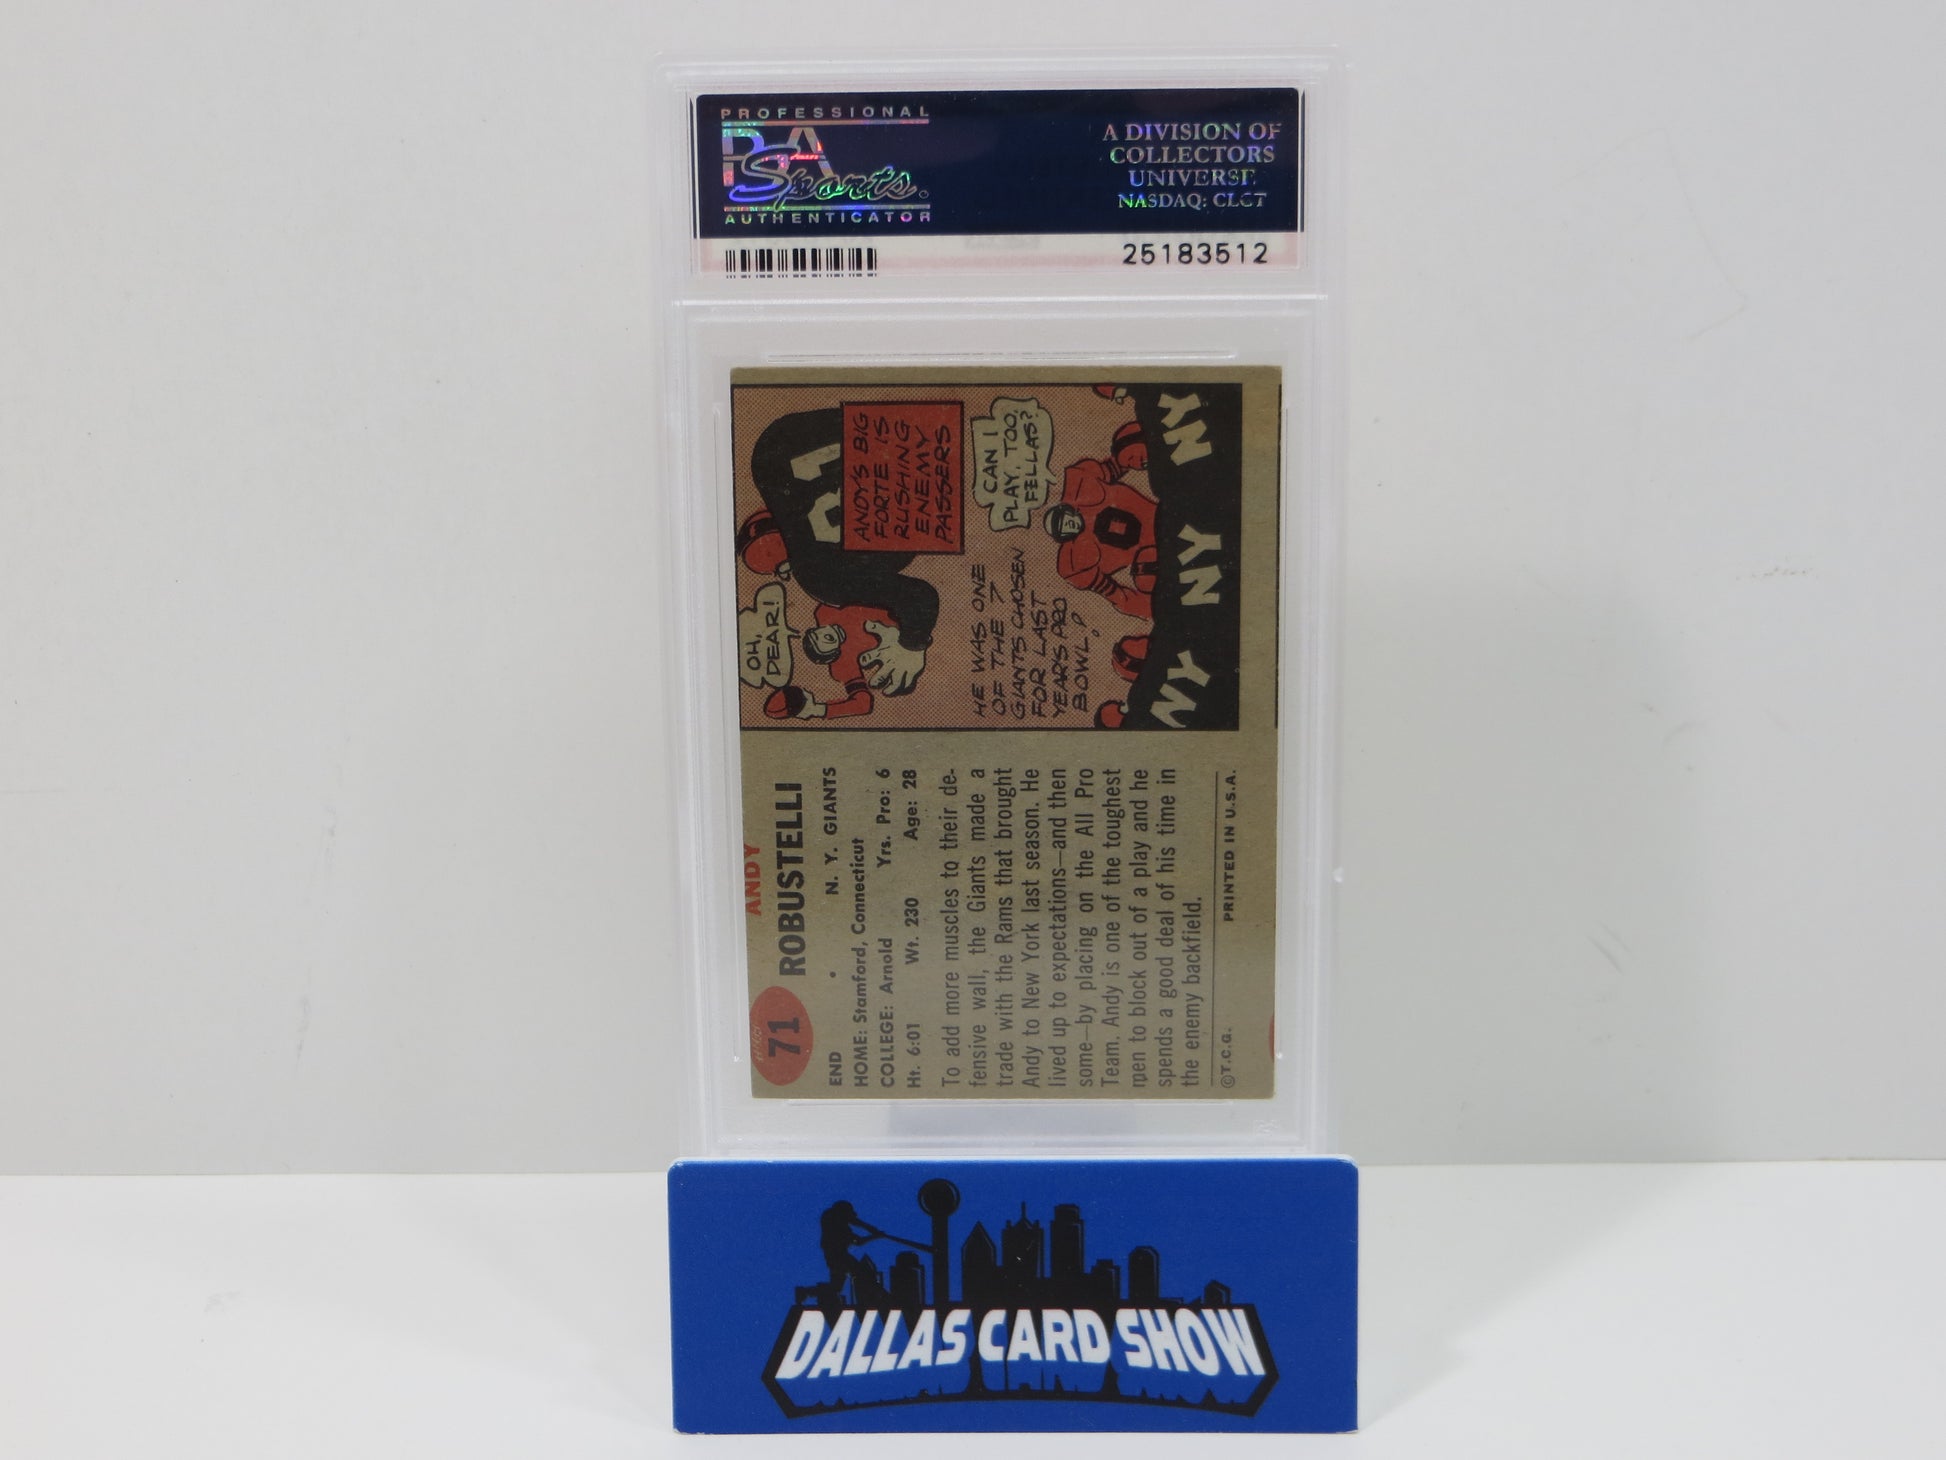 PROFESSIONAL
PSA
Sports
AUTHENTICATOR
A DIVISION OF
COLLECTORS
UNIVERSE
NASDAQ: CLCT
25183512
71
ANDY
ROBUSTELLI
END • N. Y. GIANTS
HOME: Stamford, Connecticut
COLLEGE: Arnold Yrs. Pro: 6
Ht. 6:01 Wt. 230 Age: 28
To add more muscles to their de-
fensive wall, the Giants made a
trade with the Rams that brought
Andy to New York last season. He
lived up to expectations—and then
some—by placing on the All Pro
Team. Andy is one of the toughest
men to block out of a play and he
spends a good deal of his time in
the enemy backfield.
©T.C.G. PRINTED IN U.S.A.
OH,
DEAR!
81
ANDY'S BIG
FORTE IS
RUSHING
ENEMY
PASSERS
HE WAS ONE
OF THE 7
GIANTS CHOSEN
FOR LAST
YEAR'S PRO
BOWL!
CAN I
PLAY, TOO,
FELLAS?
0
NY NY NY
DALLAS CARD SHOW